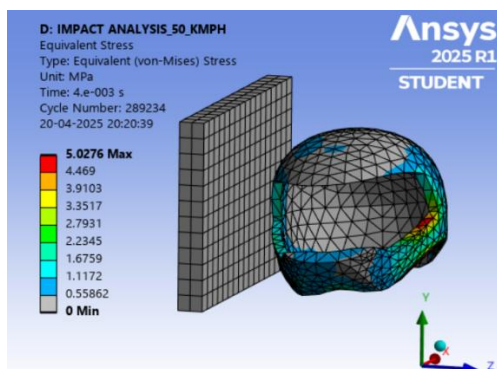 D: IMPACT ANALYSIS_50_KMPH
Equivalent Stress
Type: Equivalent (von-Mises) Stress
Unit: MPa
Time: 4.e-003 s
Cycle Number: 289234
20-04-2025 20:20:39
5.0276 Max
4.469
3.9103
3.3517
2.7931
2.2345
1.6759
1.1172
0.55862
0 Min
Ansys
2025 R1
STUDENT
Y
X
Z